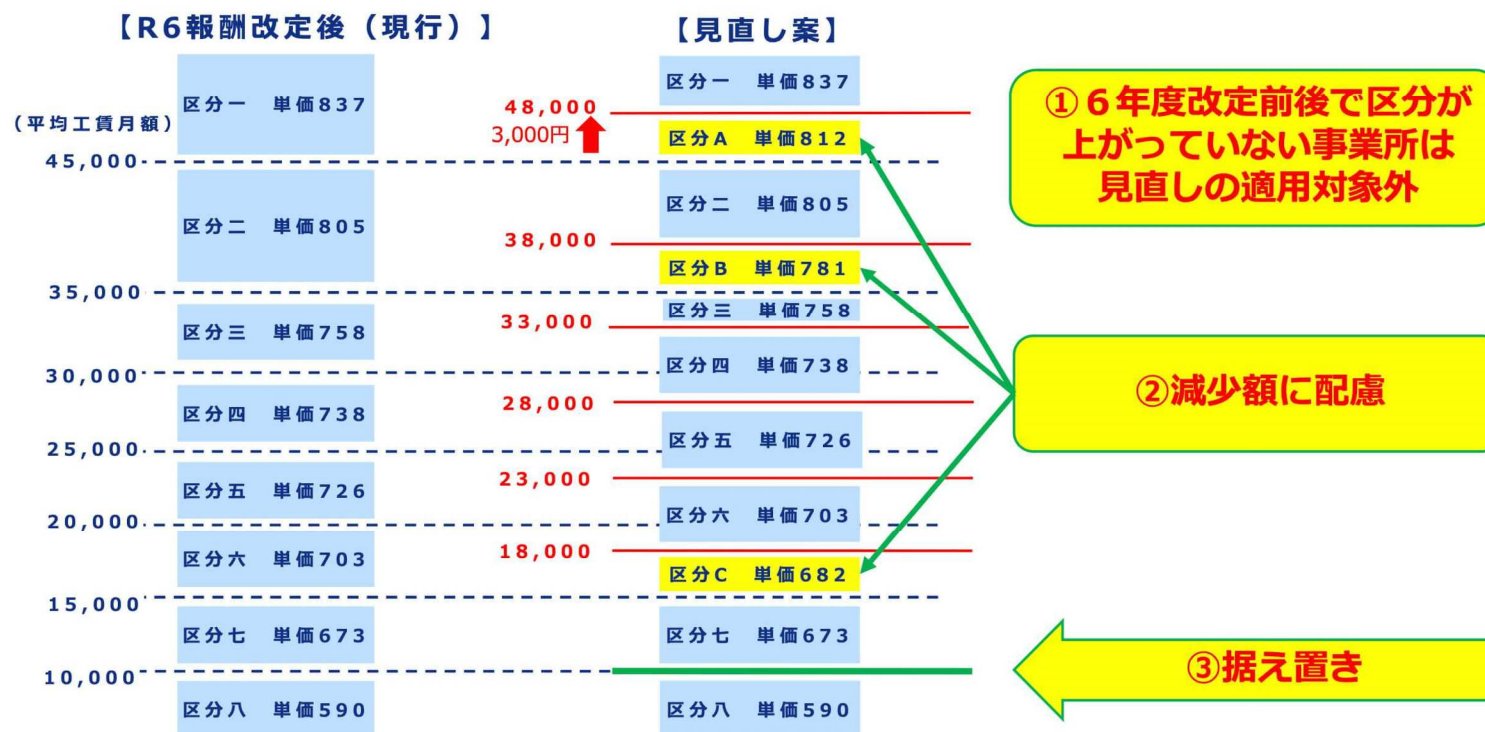 【R6報酬改定後（現行）】
区分一 単価837
(平均工賃月額)
45,000
区分二 単価805
35,000
区分三 単価758
30,000
区分四 単価738
25,000
区分五 単価726
20,000
区分六 単価703
15,000
区分七 単価673
10,000
区分八 単価590
【見直し案】
区分一 単価837
48,000
3,000円
区分A 単価812
区分二 単価805
38,000
区分B 単価781
区分三 単価758
33,000
区分四 単価738
28,000
区分五 単価726
23,000
区分六 単価703
18,000
区分C 単価682
区分七 単価673
区分八 単価590
①６年度改定前後で区分が
上がっていない事業所は
見直しの適用対象外
②減少額に配慮
③据え置き